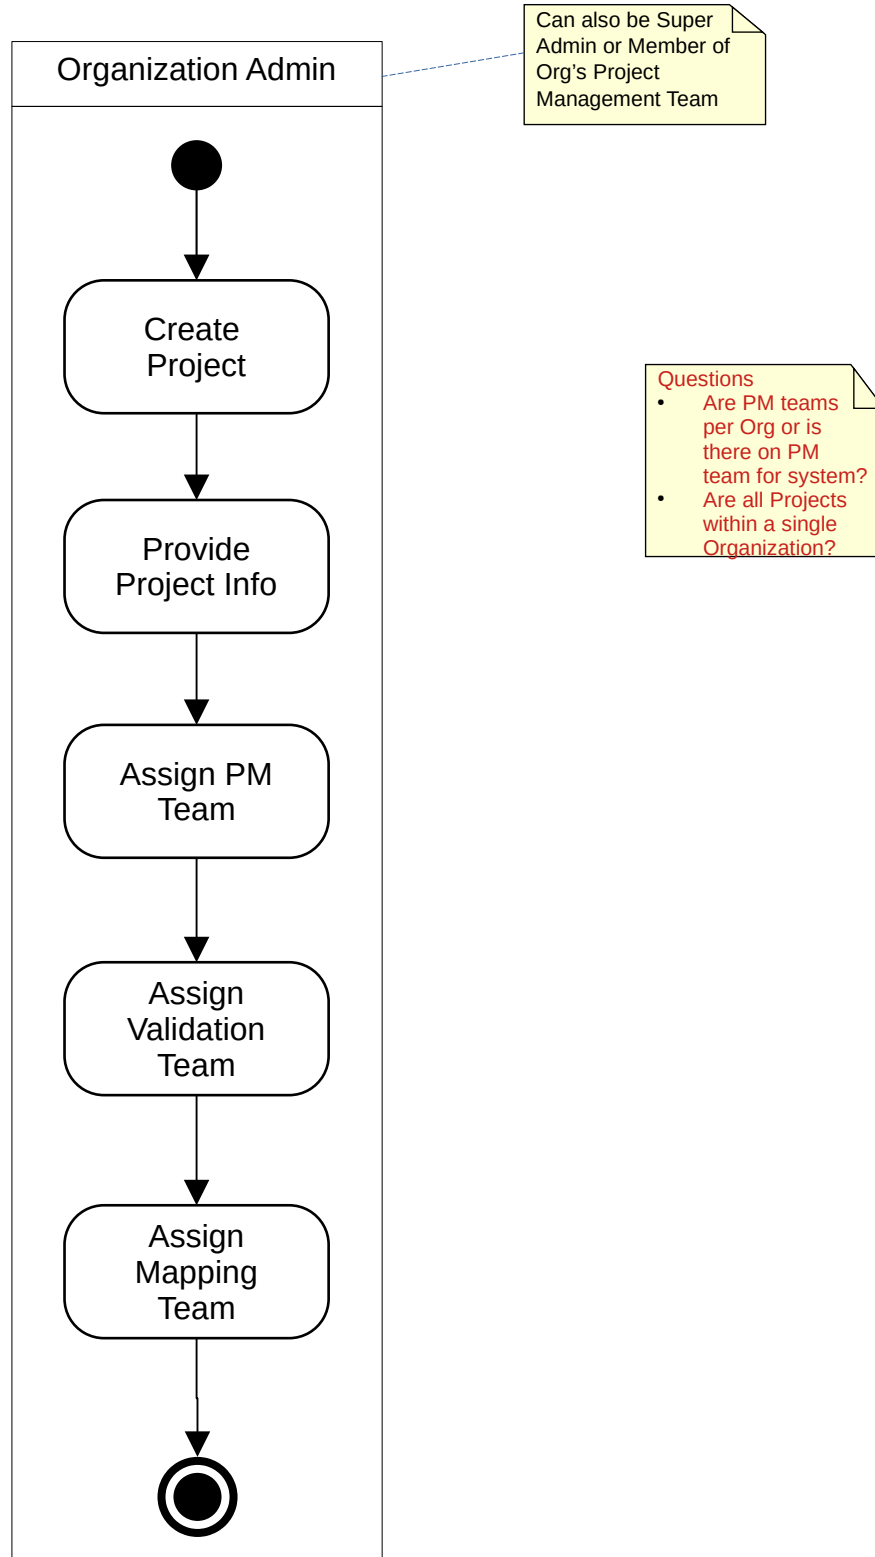 Can also be Super
Admin or Member of
Org’s Project
Management Team
Organization Admin
Create
Project
Questions
• Are PM teams
per Org or is
there on PM
team for system?
• Are all Projects
within a single
Organization?
Provide
Project Info
Assign PM
Team
Assign
Validation
Team
Assign
Mapping
Team